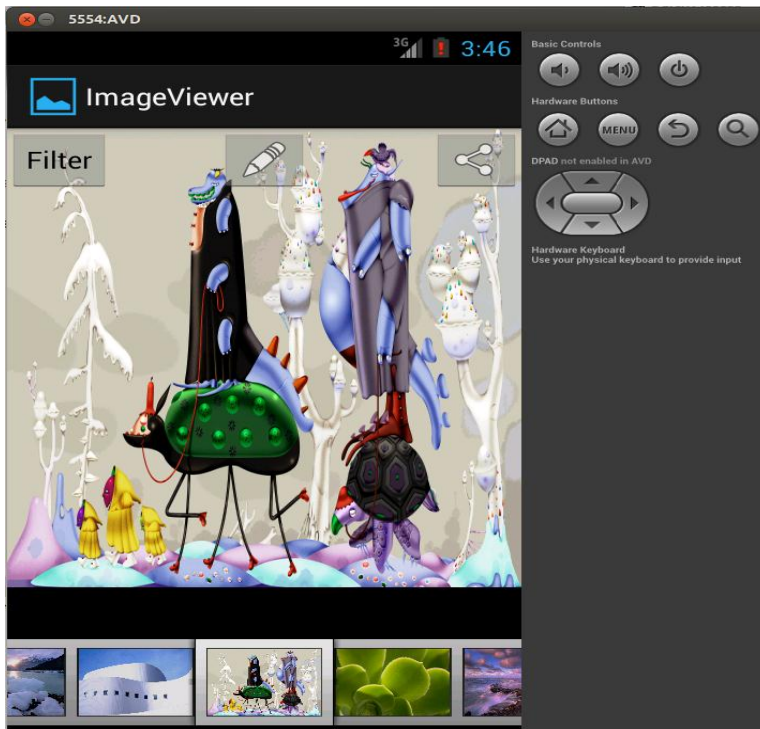 5554:AVD
3G
3:46
ImageViewer
Filter
Basic Controls
Hardware Buttons
MENU
DPAD not enabled in AVD
Hardware Keyboard
Use your physical keyboard to provide input